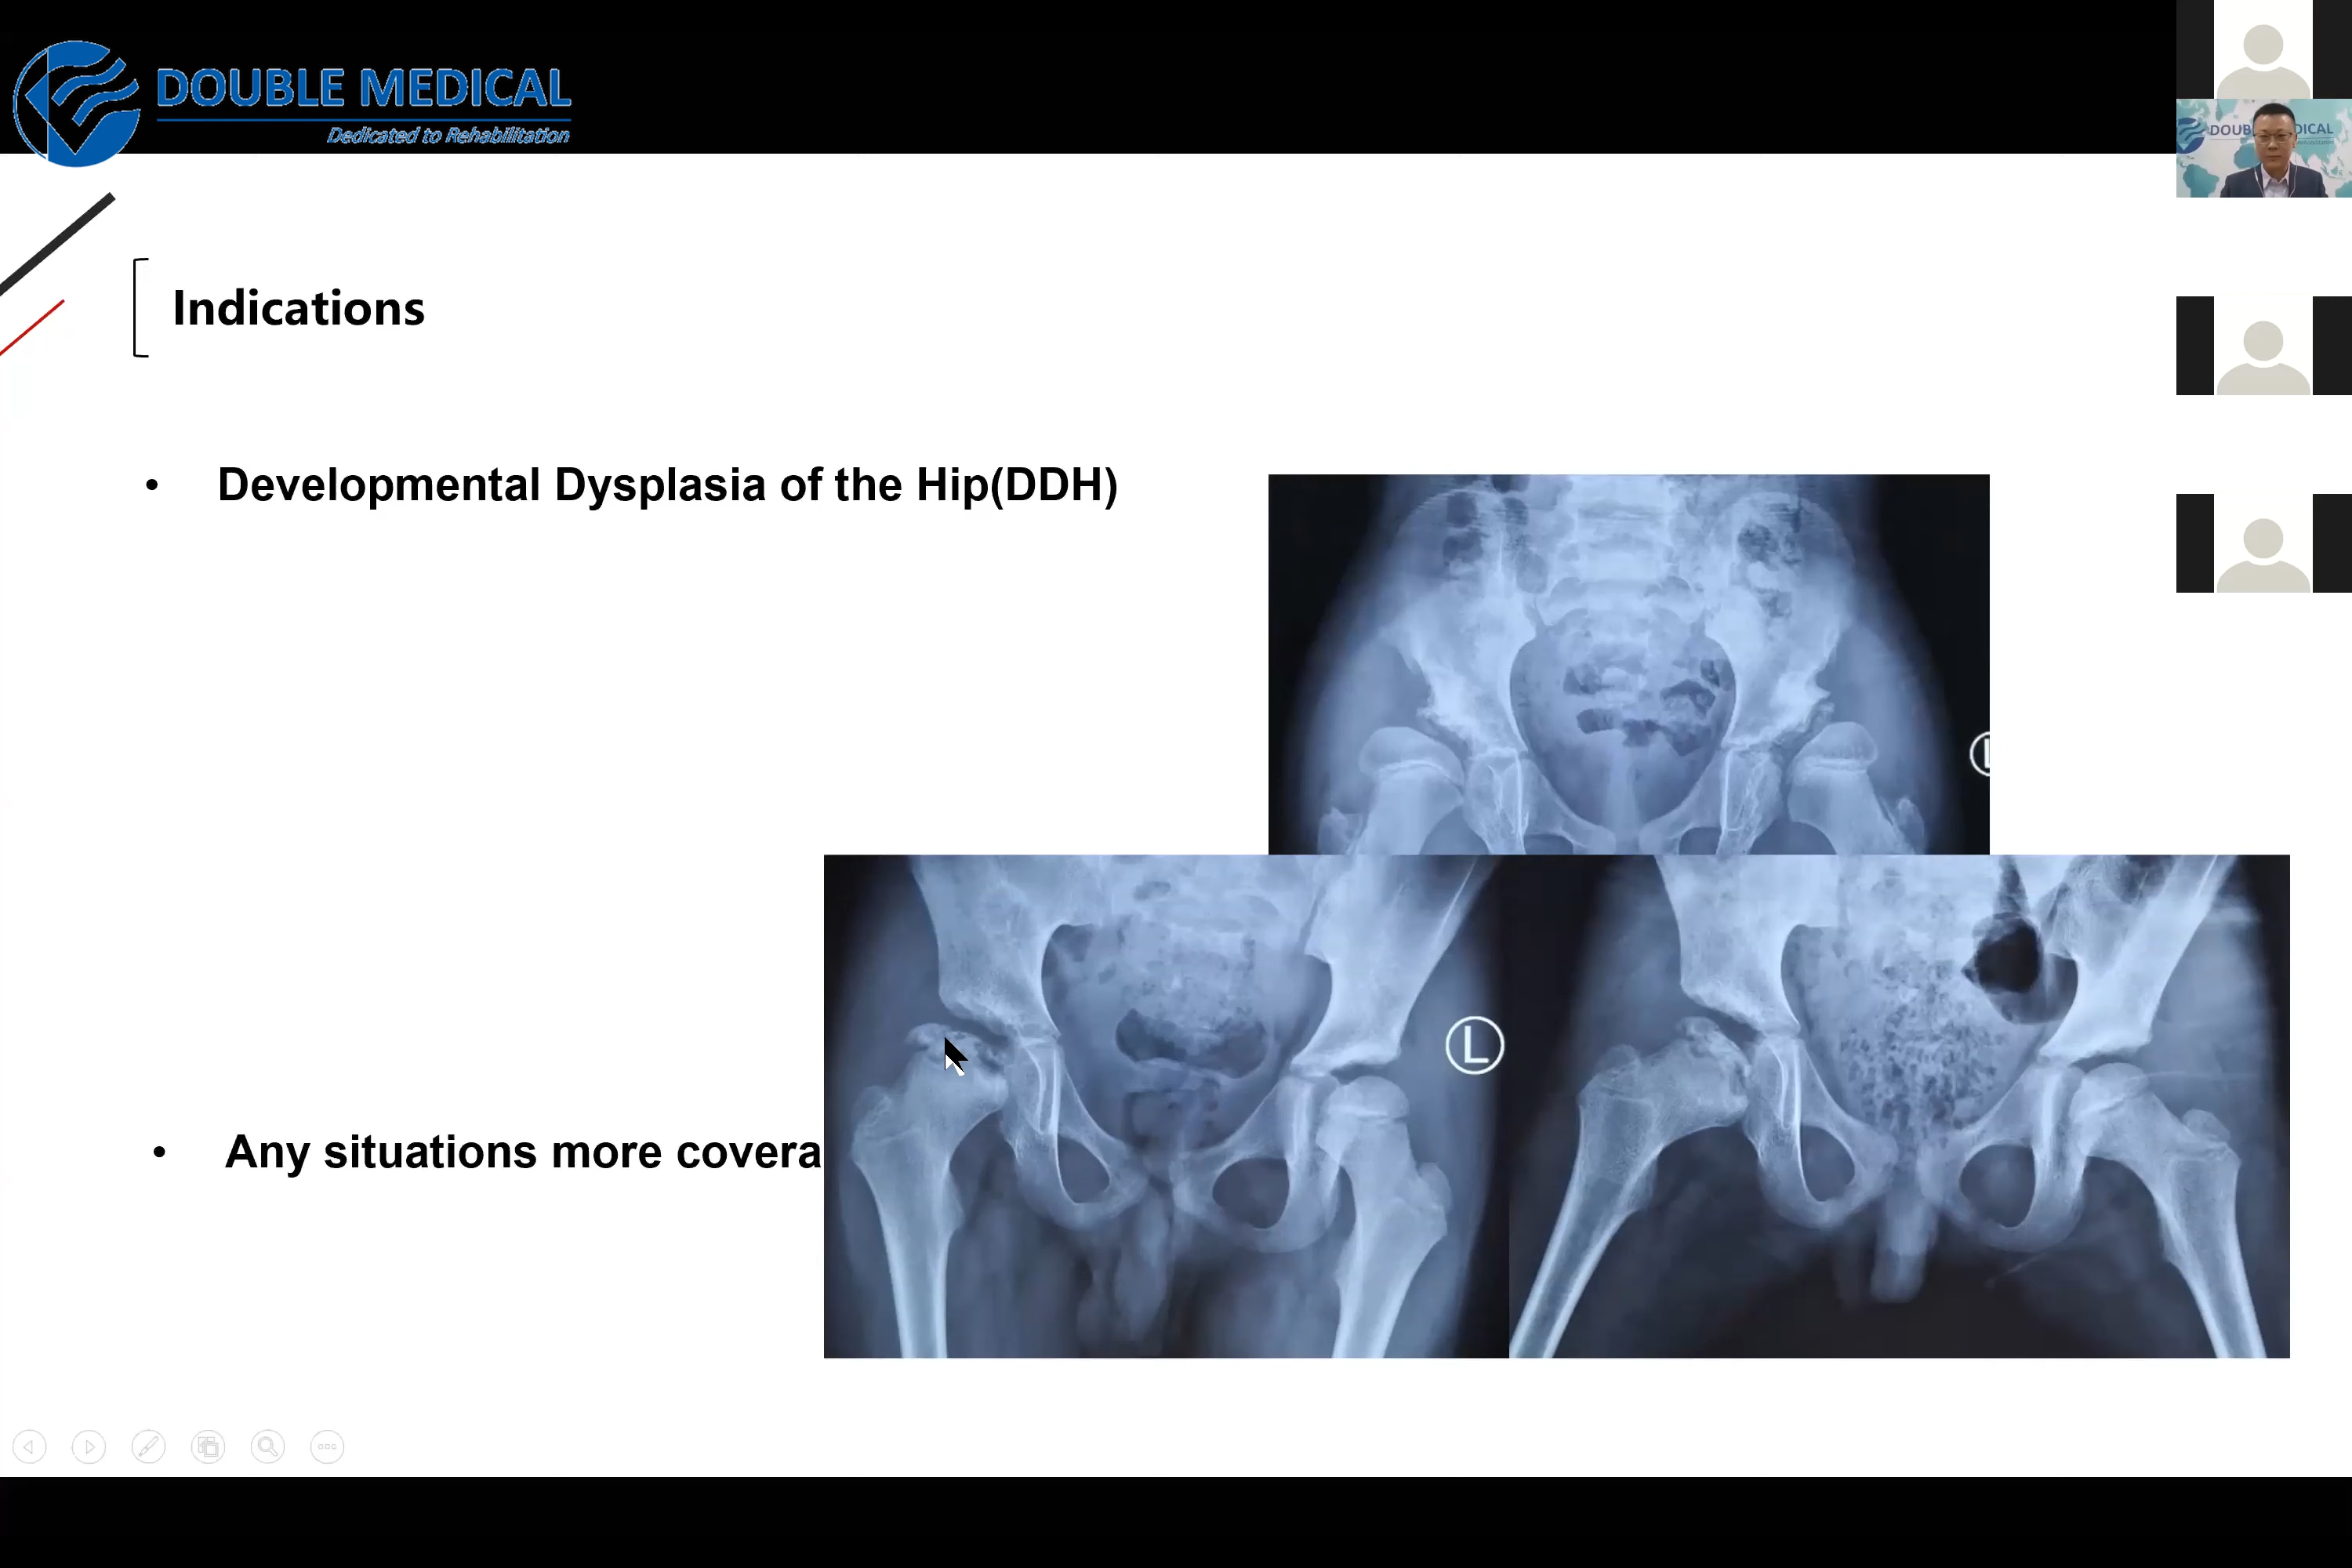 DOUBLE MEDICAL
Dedicated to Rehabilitation
Indications
• Developmental Dysplasia of the Hip(DDH)
L
• Any situations more covera